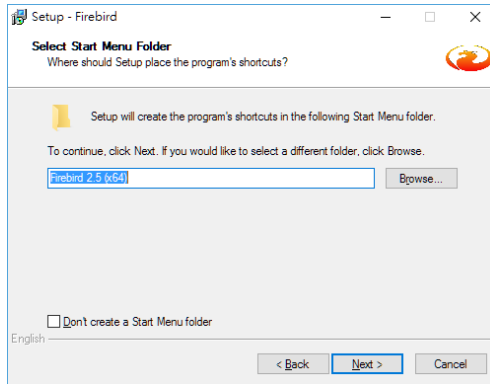 Setup - Firebird
Select Start Menu Folder
Where should Setup place the program's shortcuts?
Setup will create the program's shortcuts in the following Start Menu folder.
To continue, click Next. If you would like to select a different folder, click Browse.
Firebird 2.5 (x64)
Browse...
Don't create a Start Menu folder
English
< Back
Next >
Cancel